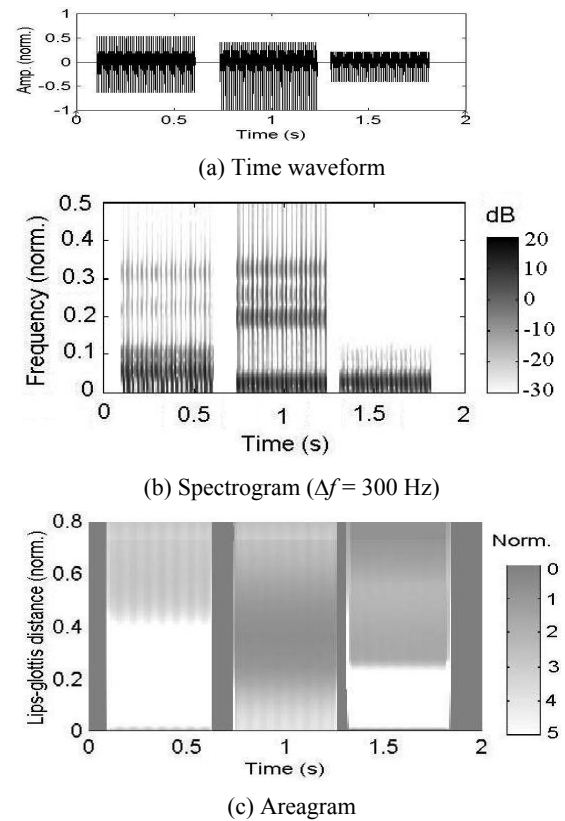 1
0.5
0
-0.5
-1
Amp. (norm.)
0 0.5 1 1.5 2
Time (s)
(a) Time waveform
0.5
0.4
0.3
0.2
0.1
0
Frequency (norm.)
0 0.5 1 1.5 2
Time (s)
dB
20
10
0
-10
-20
-30
(b) Spectrogram (Δf = 300 Hz)
0.8
0.6
0.4
0.2
0
Lips-glottis distance (norm.)
0 0.5 1 1.5 2
Time (s)
Norm.
0
1
2
3
4
5
(c) Areagram